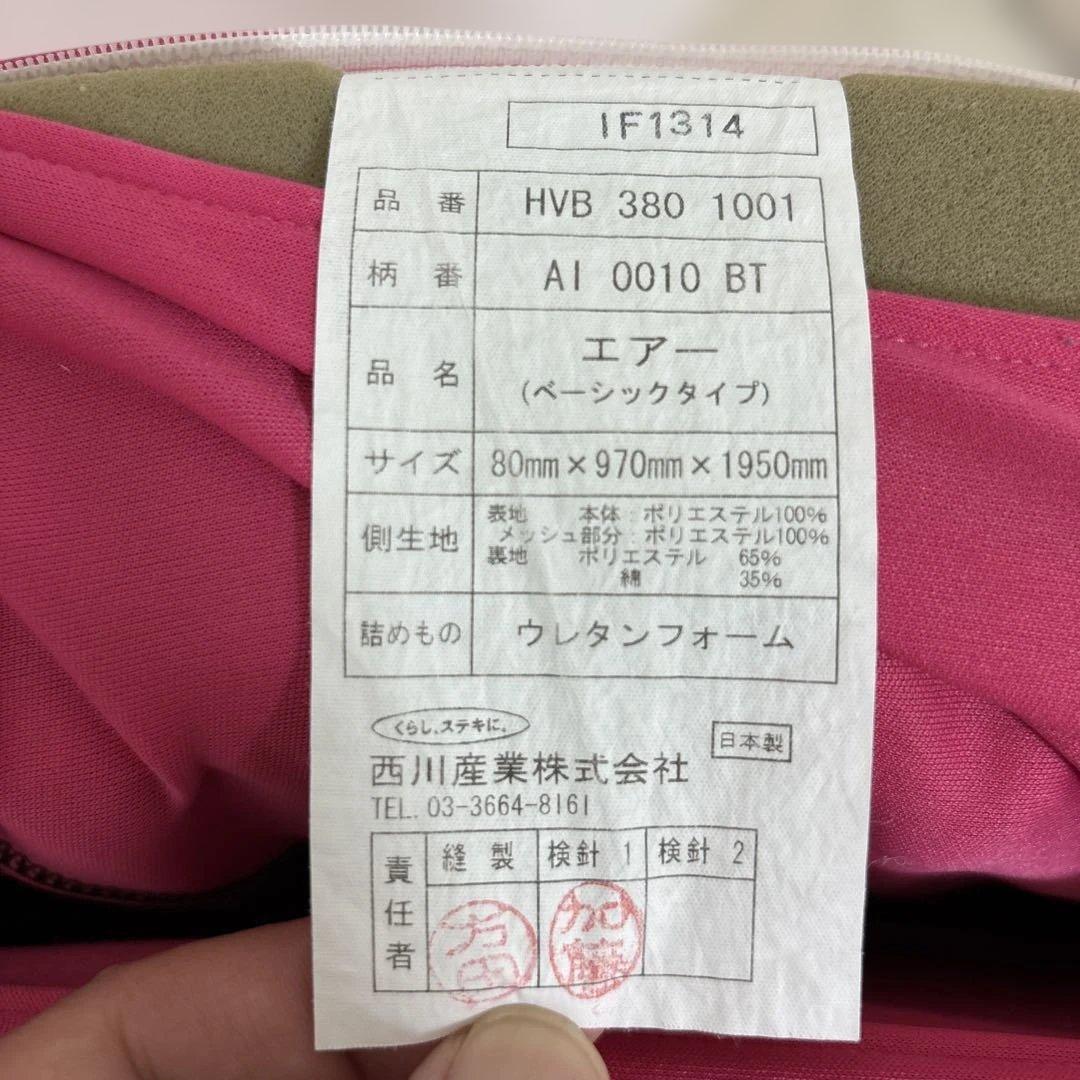 IF1314
品番 HVB 380 1001
柄番 AI 0010 BT
品名 エアー
(ベーシックタイプ)
サイズ 80mm×970mm×1950mm
側生地 表地 本体:ポリエステル100%
メッシュ部分:ポリエステル100%
裏地 ポリエステル 65%
綿 35%
詰めもの ウレタンフォーム
くらし、ステキに。
日本製
西川産業株式会社
TEL. 03-3664-8161
責任者 縫製 検針 1 検針 2
加藤